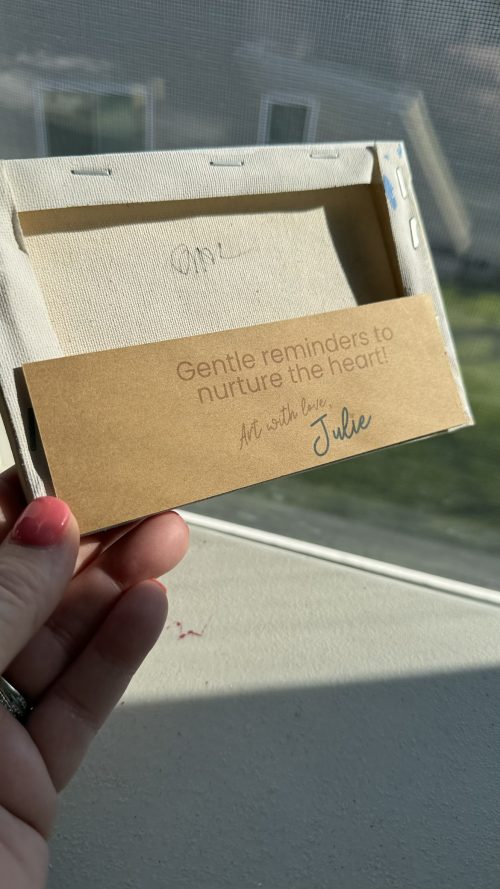 Gentle reminders to
nurture the heart!
Art with love,
Julie